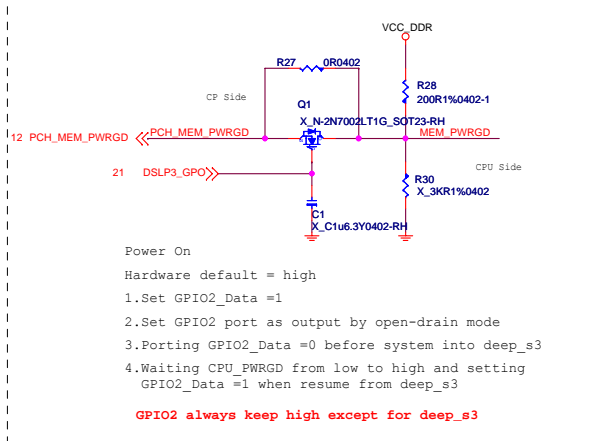 VCC_DDR
R27 0R0402
R28
200R1%0402-1
CP Side
Q1
X_N-2N7002LT1G_SOT23-RH
12 PCH_MEM_PWRGD PCH_MEM_PWRGD MEM_PWRGD
CPU Side
21 DSLP3_GPO
R30
X_3KR1%0402
C1
X_C1u6.3Y0402-RH
Power On
Hardware default = high
1.Set GPIO2_Data =1
2.Set GPIO2 port as output by open-drain mode
3.Porting GPIO2_Data =0 before system into deep_s3
4.Waiting CPU_PWRGD from low to high and setting
GPIO2_Data =1 when resume from deep_s3
GPIO2 always keep high except for deep_s3